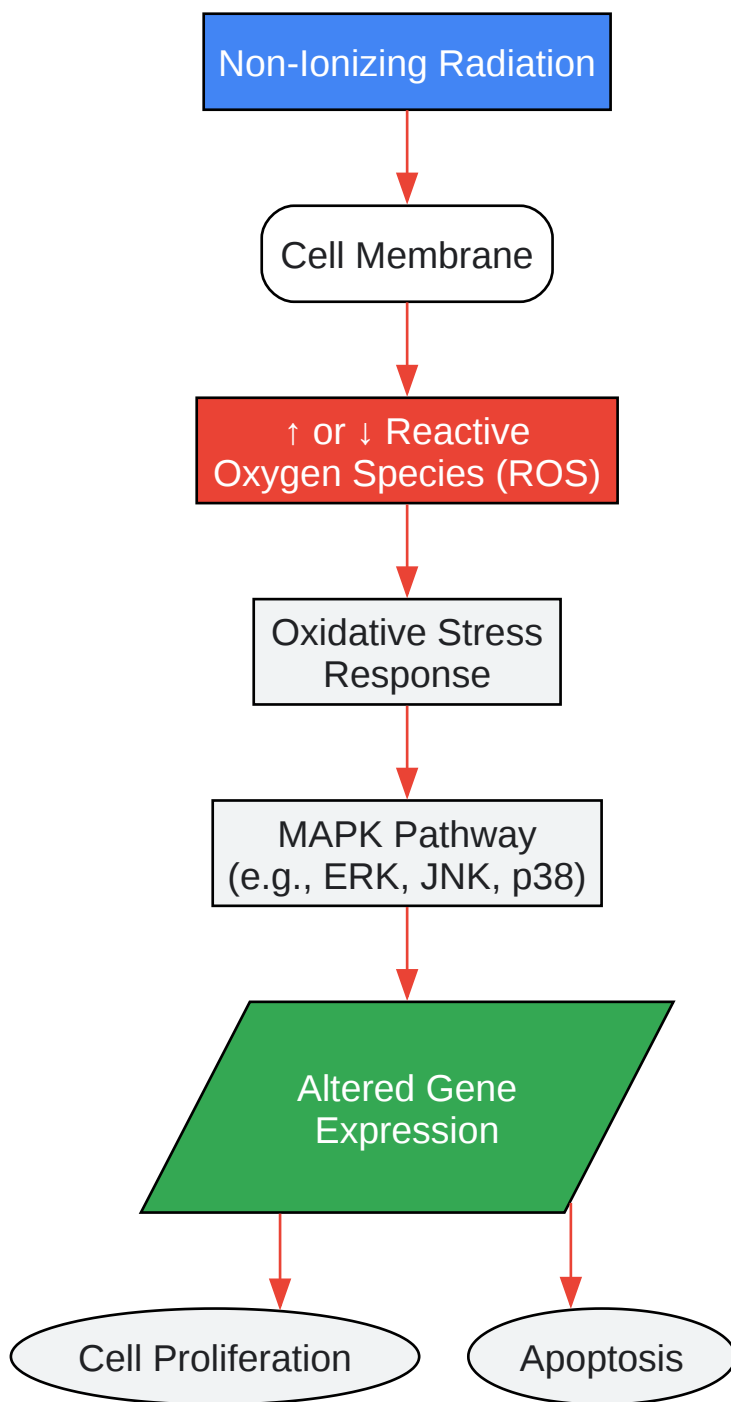 Non-Ionizing Radiation
Cell Membrane
↑ or ↓ Reactive
Oxygen Species (ROS)
Oxidative Stress
Response
MAPK Pathway
(e.g., ERK, JNK, p38)
Altered Gene
Expression
Cell Proliferation
Apoptosis